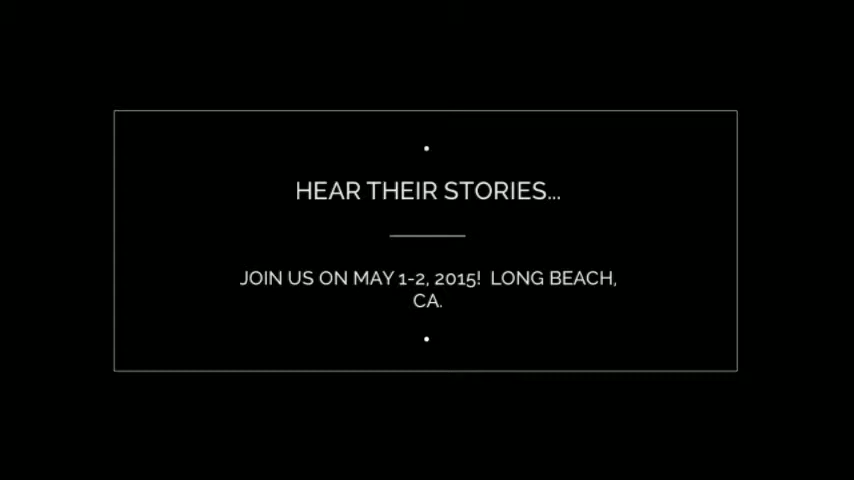 HEAR THEIR STORIES...
JOIN US ON MAY 1-2, 2015!  LONG BEACH,
CA.